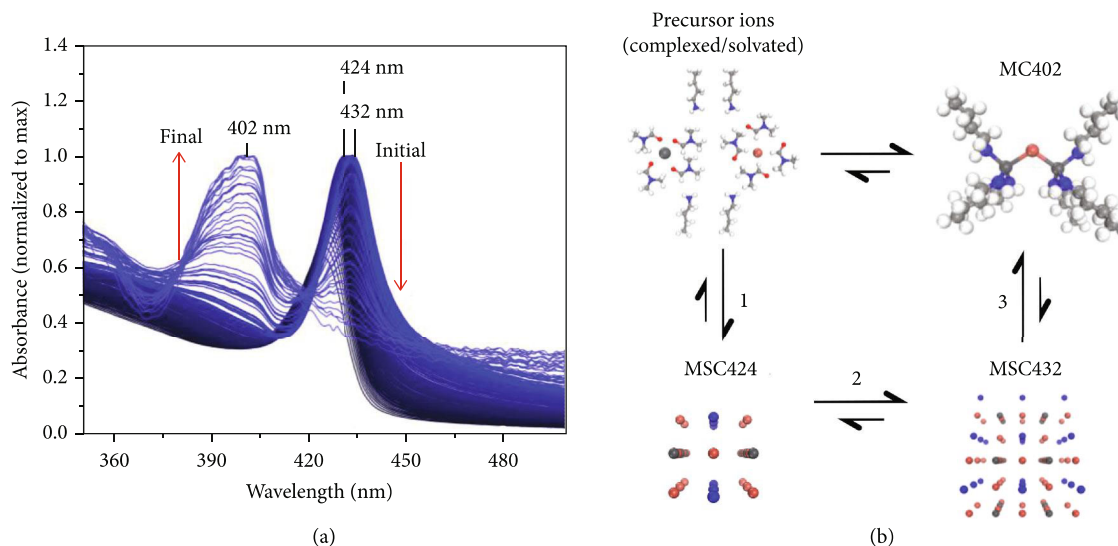 1.4
1.2
1.0
0.8
0.6
0.4
0.2
0.0
Absorbance (normalized to max)
424 nm
432 nm
402 nm
Final
Initial
360
390
420
450
480
Wavelength (nm)
(a)
Precursor ions
(complexed/solvated)
MC402
1
3
MSC424
2
MSC432
(b)